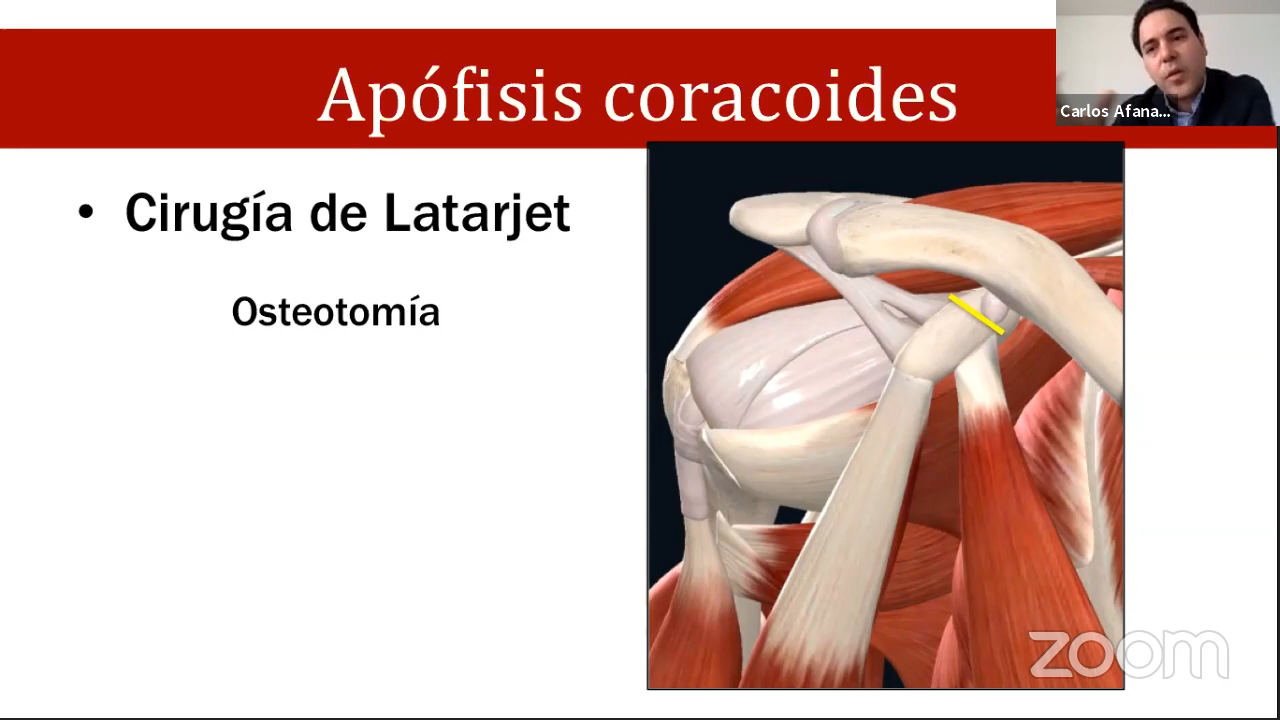 Apófisis coracoides
Carlos Afana...
• Cirugía de Latarjet
Osteotomía
zoom